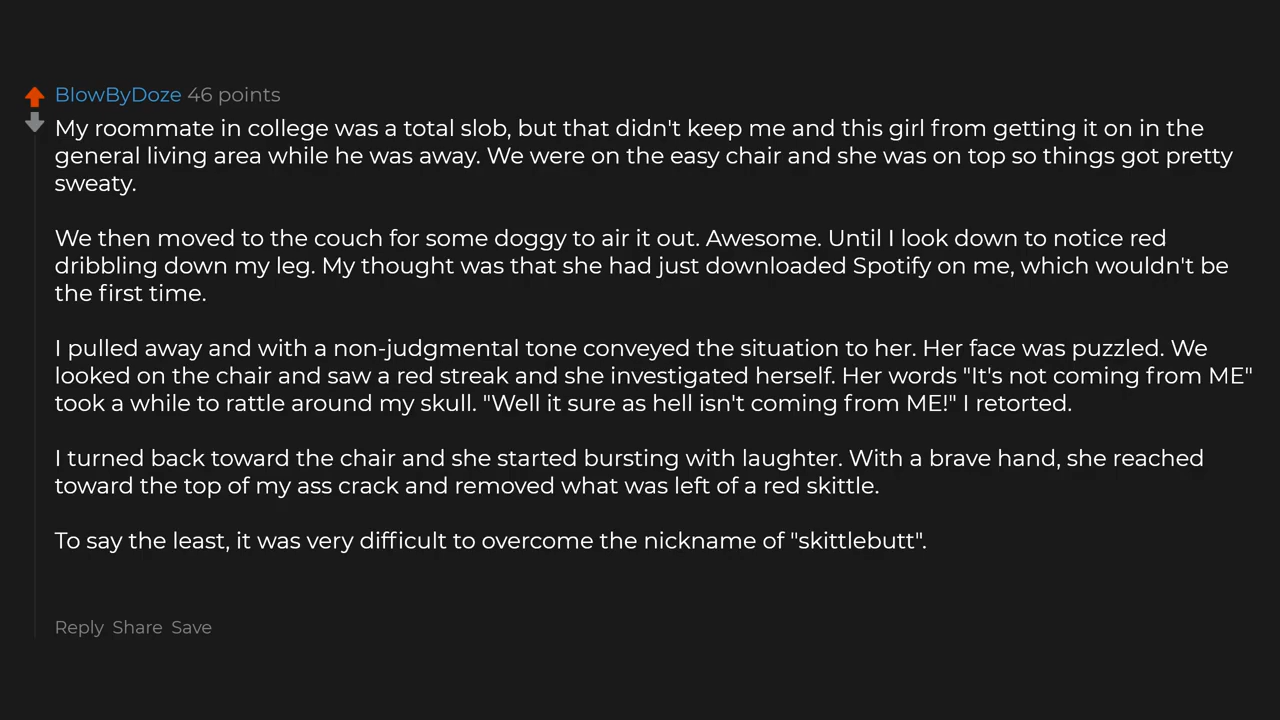 BlowByDoze 46 points
My roommate in college was a total slob, but that didn't keep me and this girl from getting it on in the
general living area while he was away. We were on the easy chair and she was on top so things got pretty
sweaty.
We then moved to the couch for some doggy to air it out. Awesome. Until I look down to notice red
dribbling down my leg. My thought was that she had just downloaded Spotify on me, which wouldn't be
the first time.
I pulled away and with a non-judgmental tone conveyed the situation to her. Her face was puzzled. We
looked on the chair and saw a red streak and she investigated herself. Her words "It's not coming from ME"
took a while to rattle around my skull. "Well it sure as hell isn't coming from ME!" I retorted.
I turned back toward the chair and she started bursting with laughter. With a brave hand, she reached
toward the top of my ass crack and removed what was left of a red skittle.
To say the least, it was very difficult to overcome the nickname of "skittlebutt".
Reply Share Save